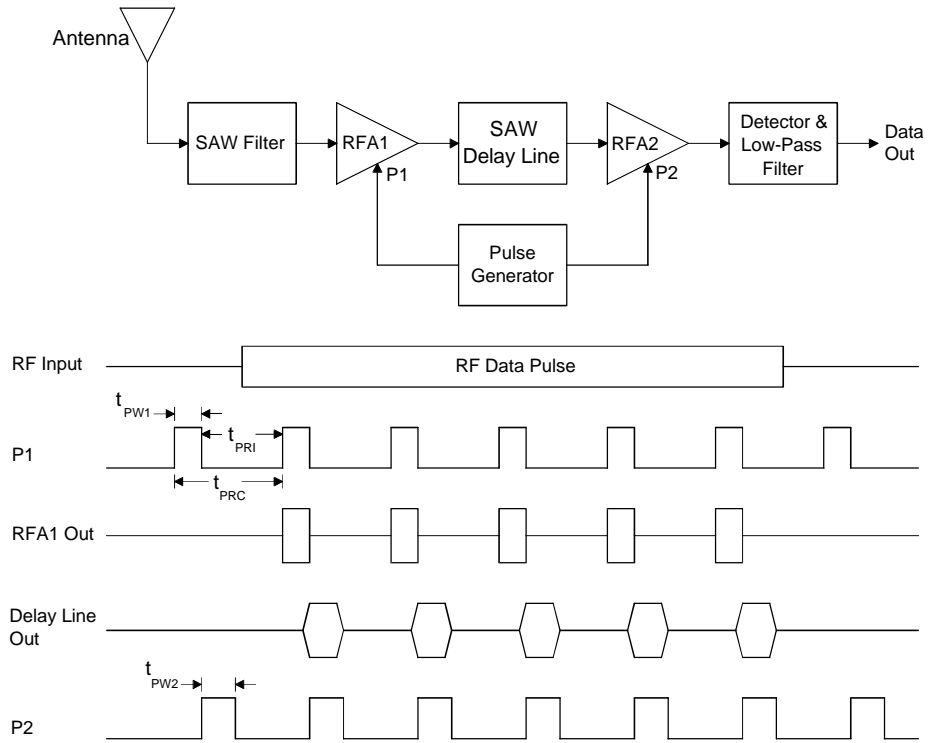 Antenna
SAW Filter
RFA1
P1
SAW
Delay Line
RFA2
P2
Detector &
Low-Pass
Filter
Data
Out
Pulse
Generator
RF Input
RF Data Pulse
tPW1
tPRI
P1
tPRC
RFA1 Out
Delay Line
Out
tPW2
P2